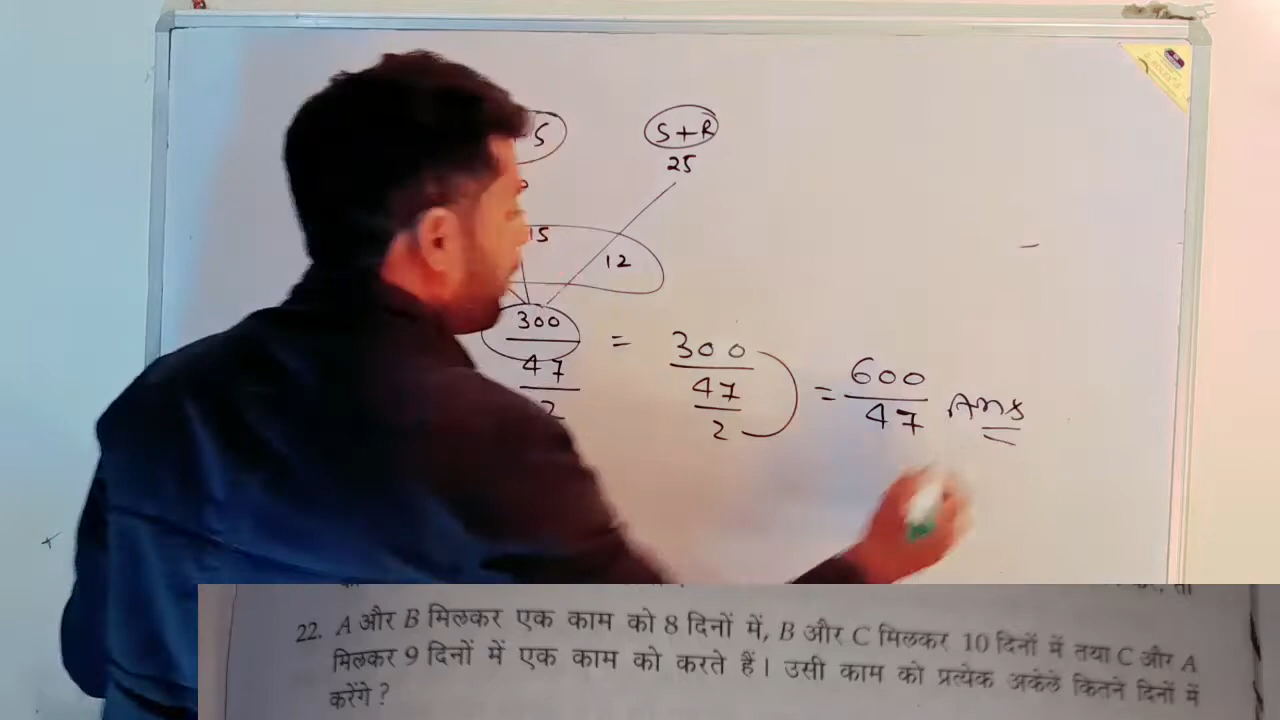 S
S+R
25
15
12
300
47
2
=
300
47
2
=
600
47
Ans
22. A और B मिलकर एक काम को 8 दिनों में, B और C मिलकर 10 दिनों में तथा C और A
मिलकर 9 दिनों में एक काम को करते हैं। उसी काम को प्रत्येक अकेले कितने दिनों में
करेंगे ?